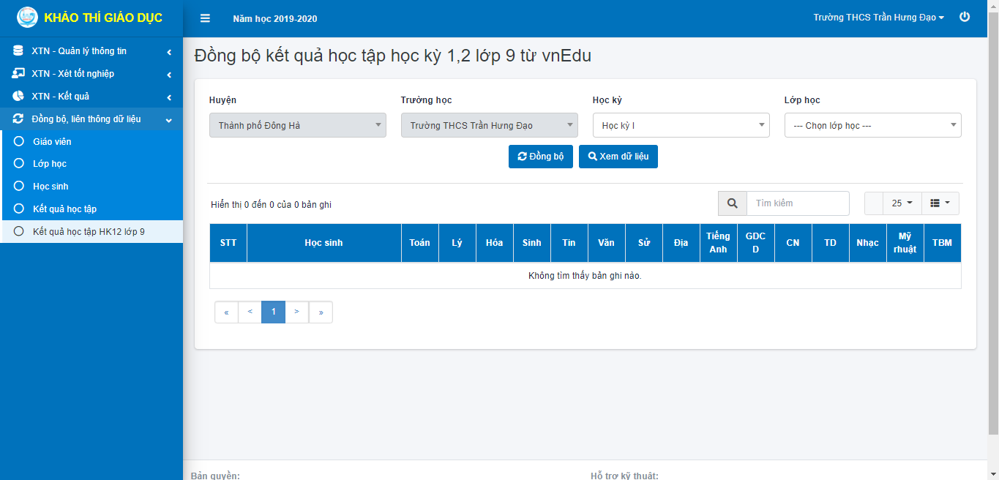 KHẢO THÍ GIÁO DỤC
Năm học 2019-2020
Trường THCS Trần Hưng Đạo
XTN - Quản lý thông tin
XTN - Xét tốt nghiệp
XTN - Kết quả
Đồng bộ, liên thông dữ liệu
Giáo viên
Lớp học
Học sinh
Kết quả học tập
Kết quả học tập HK12 lớp 9
Đồng bộ kết quả học tập học kỳ 1,2 lớp 9 từ vnEdu
Huyện
Trường học
Học kỳ
Lớp học
Thành phố Đông Hà
Trường THCS Trần Hưng Đạo
Học kỳ I
--- Chọn lớp học ---
Đồng bộ
Xem dữ liệu
Hiển thị 0 đến 0 của 0 bản ghi
Tìm kiếm
25
STT
Học sinh
Toán
Lý
Hóa
Sinh
Tin
Văn
Sử
Địa
Tiếng
Anh
GDC
D
CN
TD
Nhạc
Mỹ
rhuật
TBM
Không tìm thấy bản ghi nào.
«
<
1
>
»
Bản quyền:
Hỗ trợ kỹ thuật: